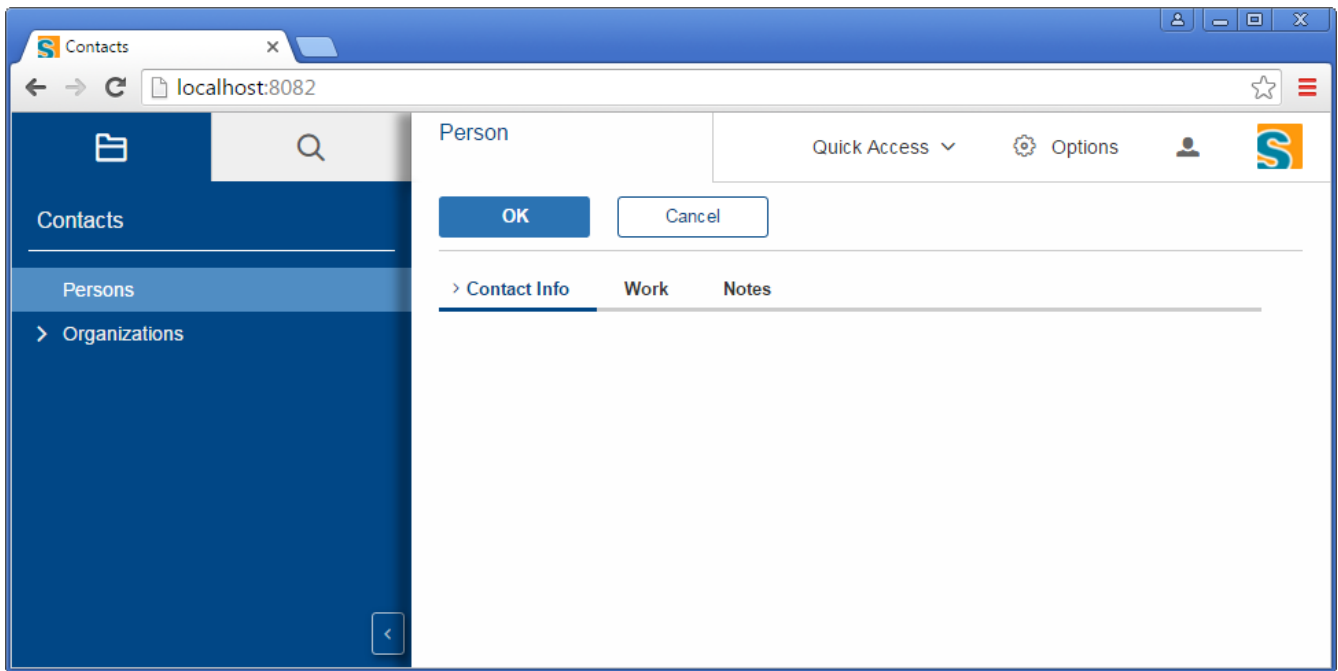 Contacts
localhost:8082
Person
Quick Access
Options
Contacts
OK
Cancel
Persons
Contact Info Work Notes
Organizations